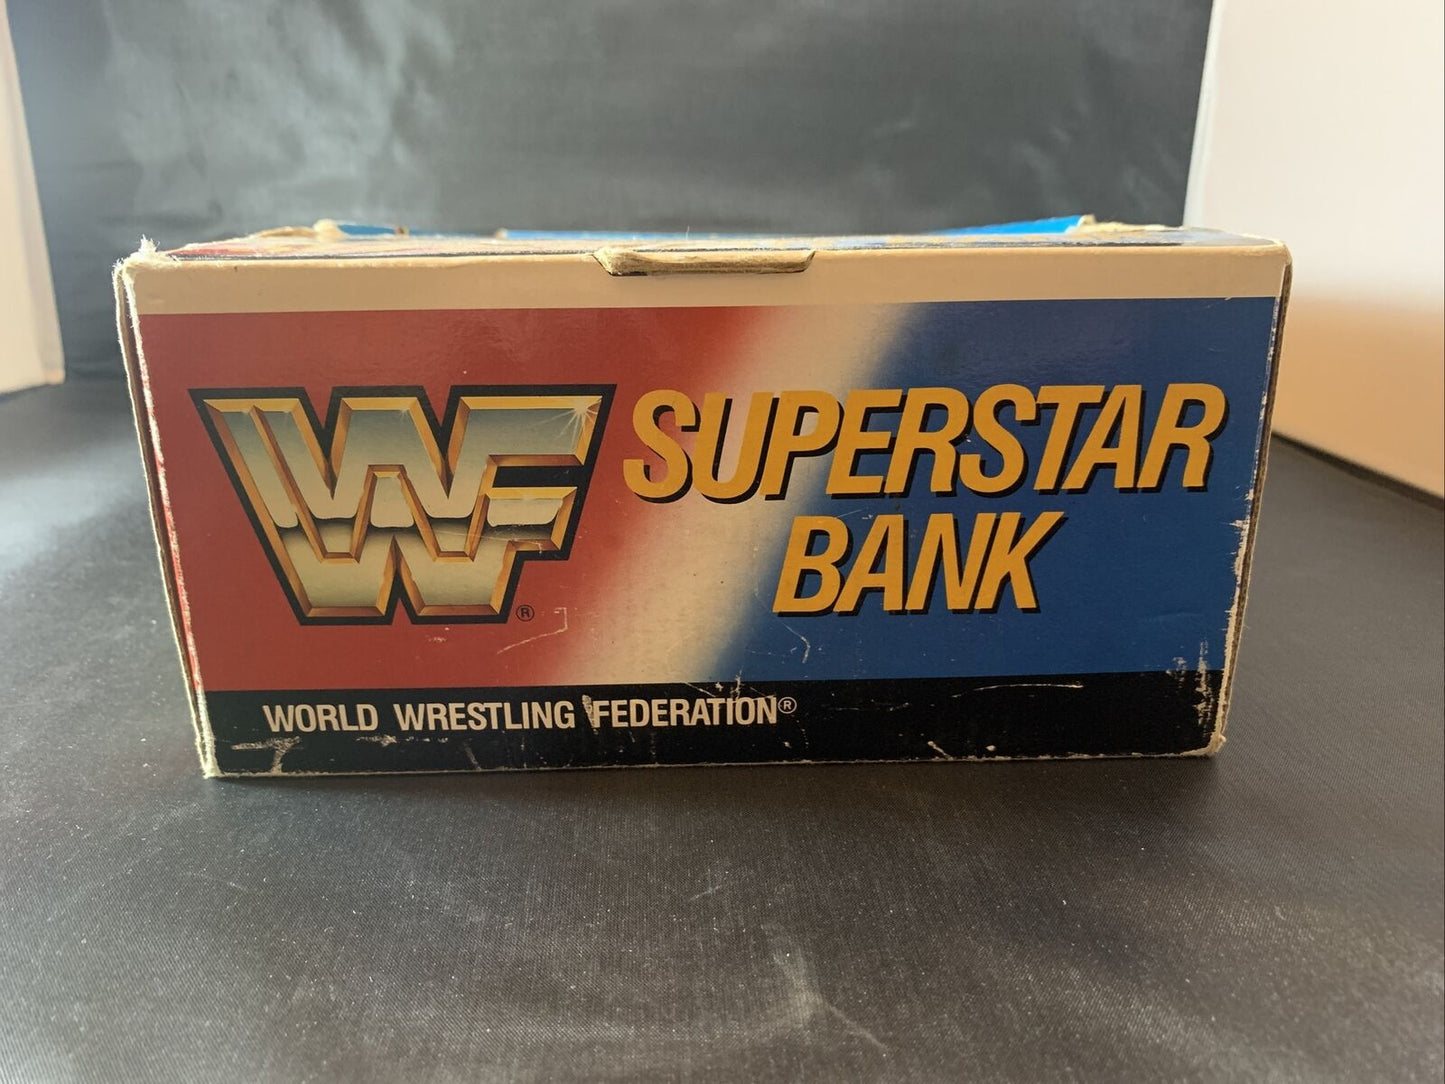 WF ®
SUPERSTAR
BANK
WORLD WRESTLING FEDERATION®